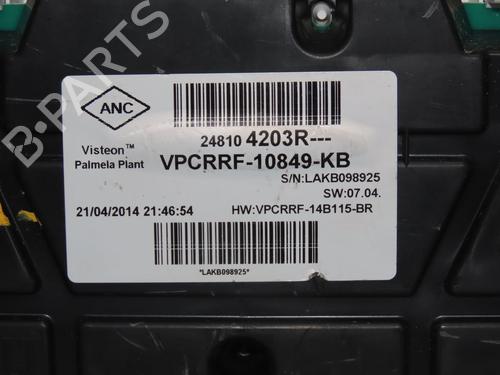 ANC
Visteon™
Palmela Plant
24810 4203R---
VPCRRF-10849-KB
S/N:LAKB098925
SW:07.04.
21/04/2014 21:46:54
HW:VPCRRF-14B115-BR
*LAKB098925*
B-PARTS